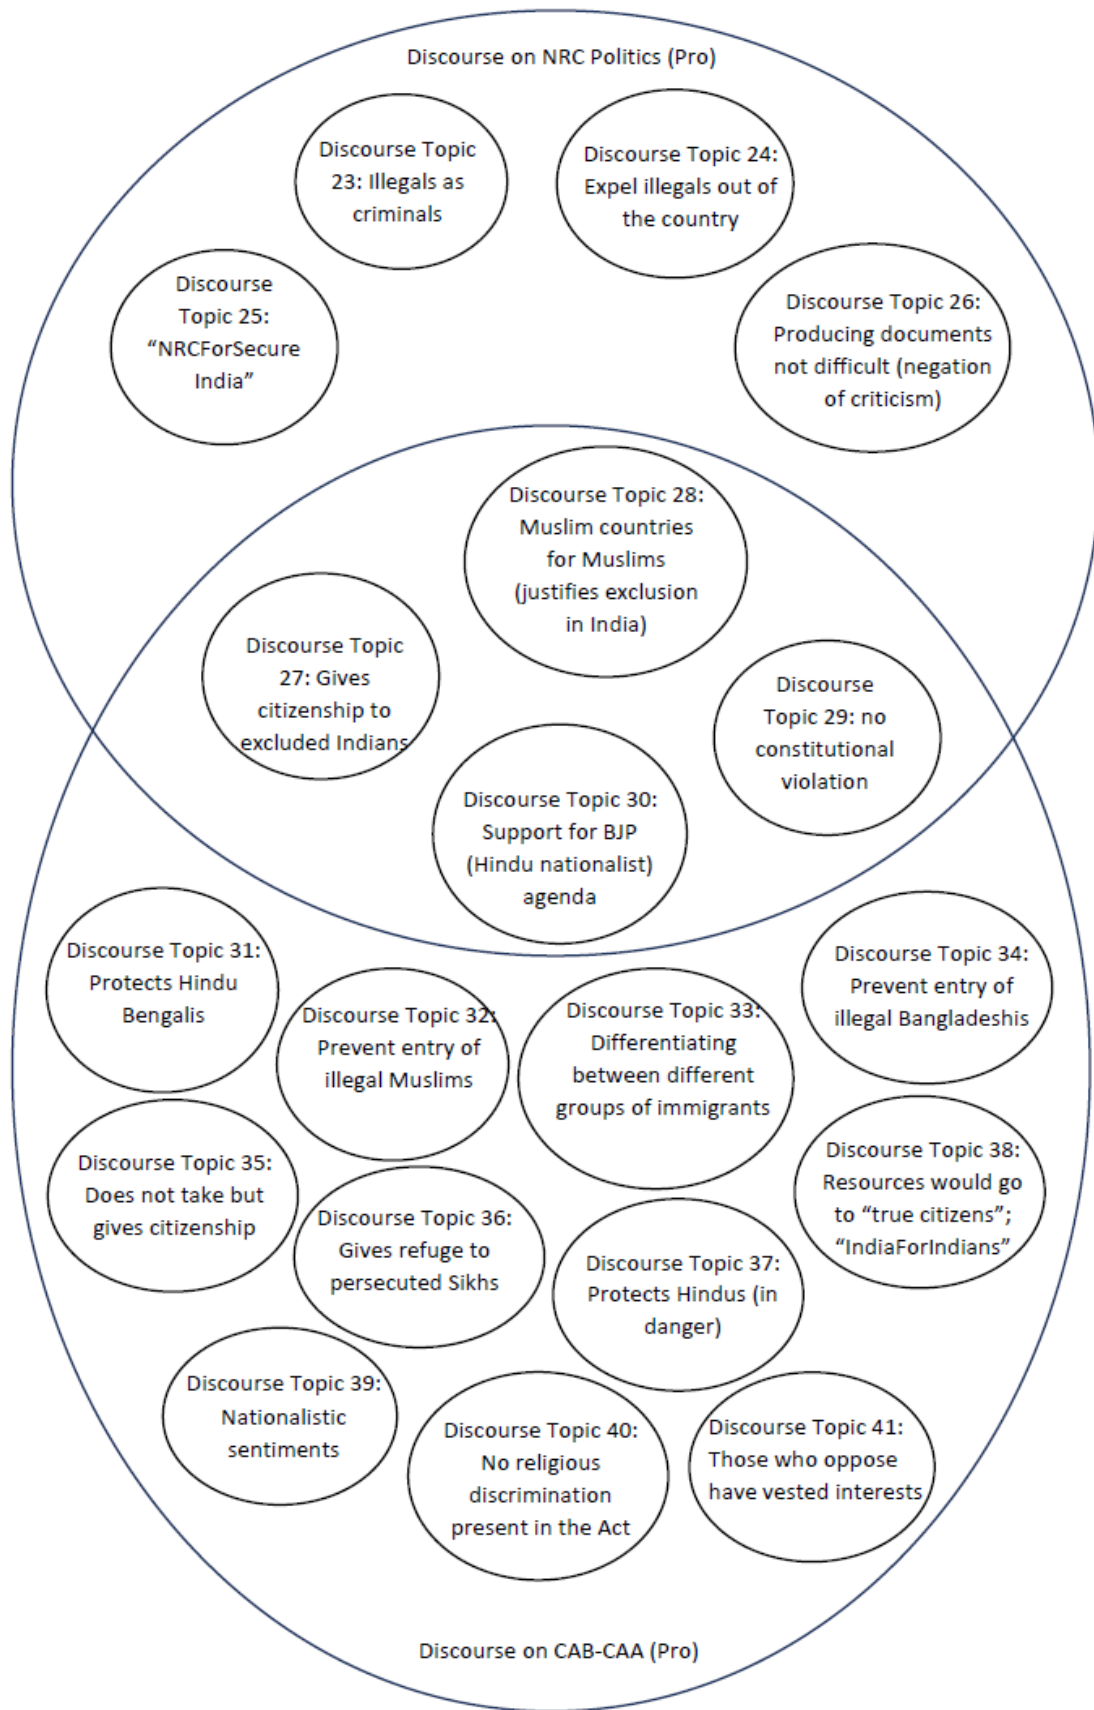 Discourse on NRC Politics (Pro)
Discourse Topic
23: Illegals as
criminals
Discourse Topic 24:
Expel illegals out of
the country
Discourse
Topic 25:
“NRCForSecure
India”
Discourse Topic 26:
Producing documents
not difficult (negation
of criticism)
Discourse Topic 28:
Muslim countries
for Muslims
(justifies exclusion
in India)
Discourse Topic
27: Gives
citizenship to
excluded Indians
Discourse
Topic 29: no
constitutional
violation
Discourse Topic 30:
Support for BJP
(Hindu nationalist)
agenda
Discourse Topic 31:
Protects Hindu
Bengalis
Discourse Topic 32:
Prevent entry of
illegal Muslims
Discourse Topic 33:
Differentiating
between different
groups of immigrants
Discourse Topic 34:
Prevent entry of
illegal Bangladeshis
Discourse Topic 35:
Does not take but
gives citizenship
Discourse Topic 36:
Gives refuge to
persecuted Sikhs
Discourse Topic 37:
Protects Hindus (in
danger)
Discourse Topic 38:
Resources would go
to “true citizens”;
“IndiaForIndians”
Discourse Topic 39:
Nationalistic
sentiments
Discourse Topic 40:
No religious
discrimination
present in the Act
Discourse Topic 41:
Those who oppose
have vested interests
Discourse on CAB-CAA (Pro)